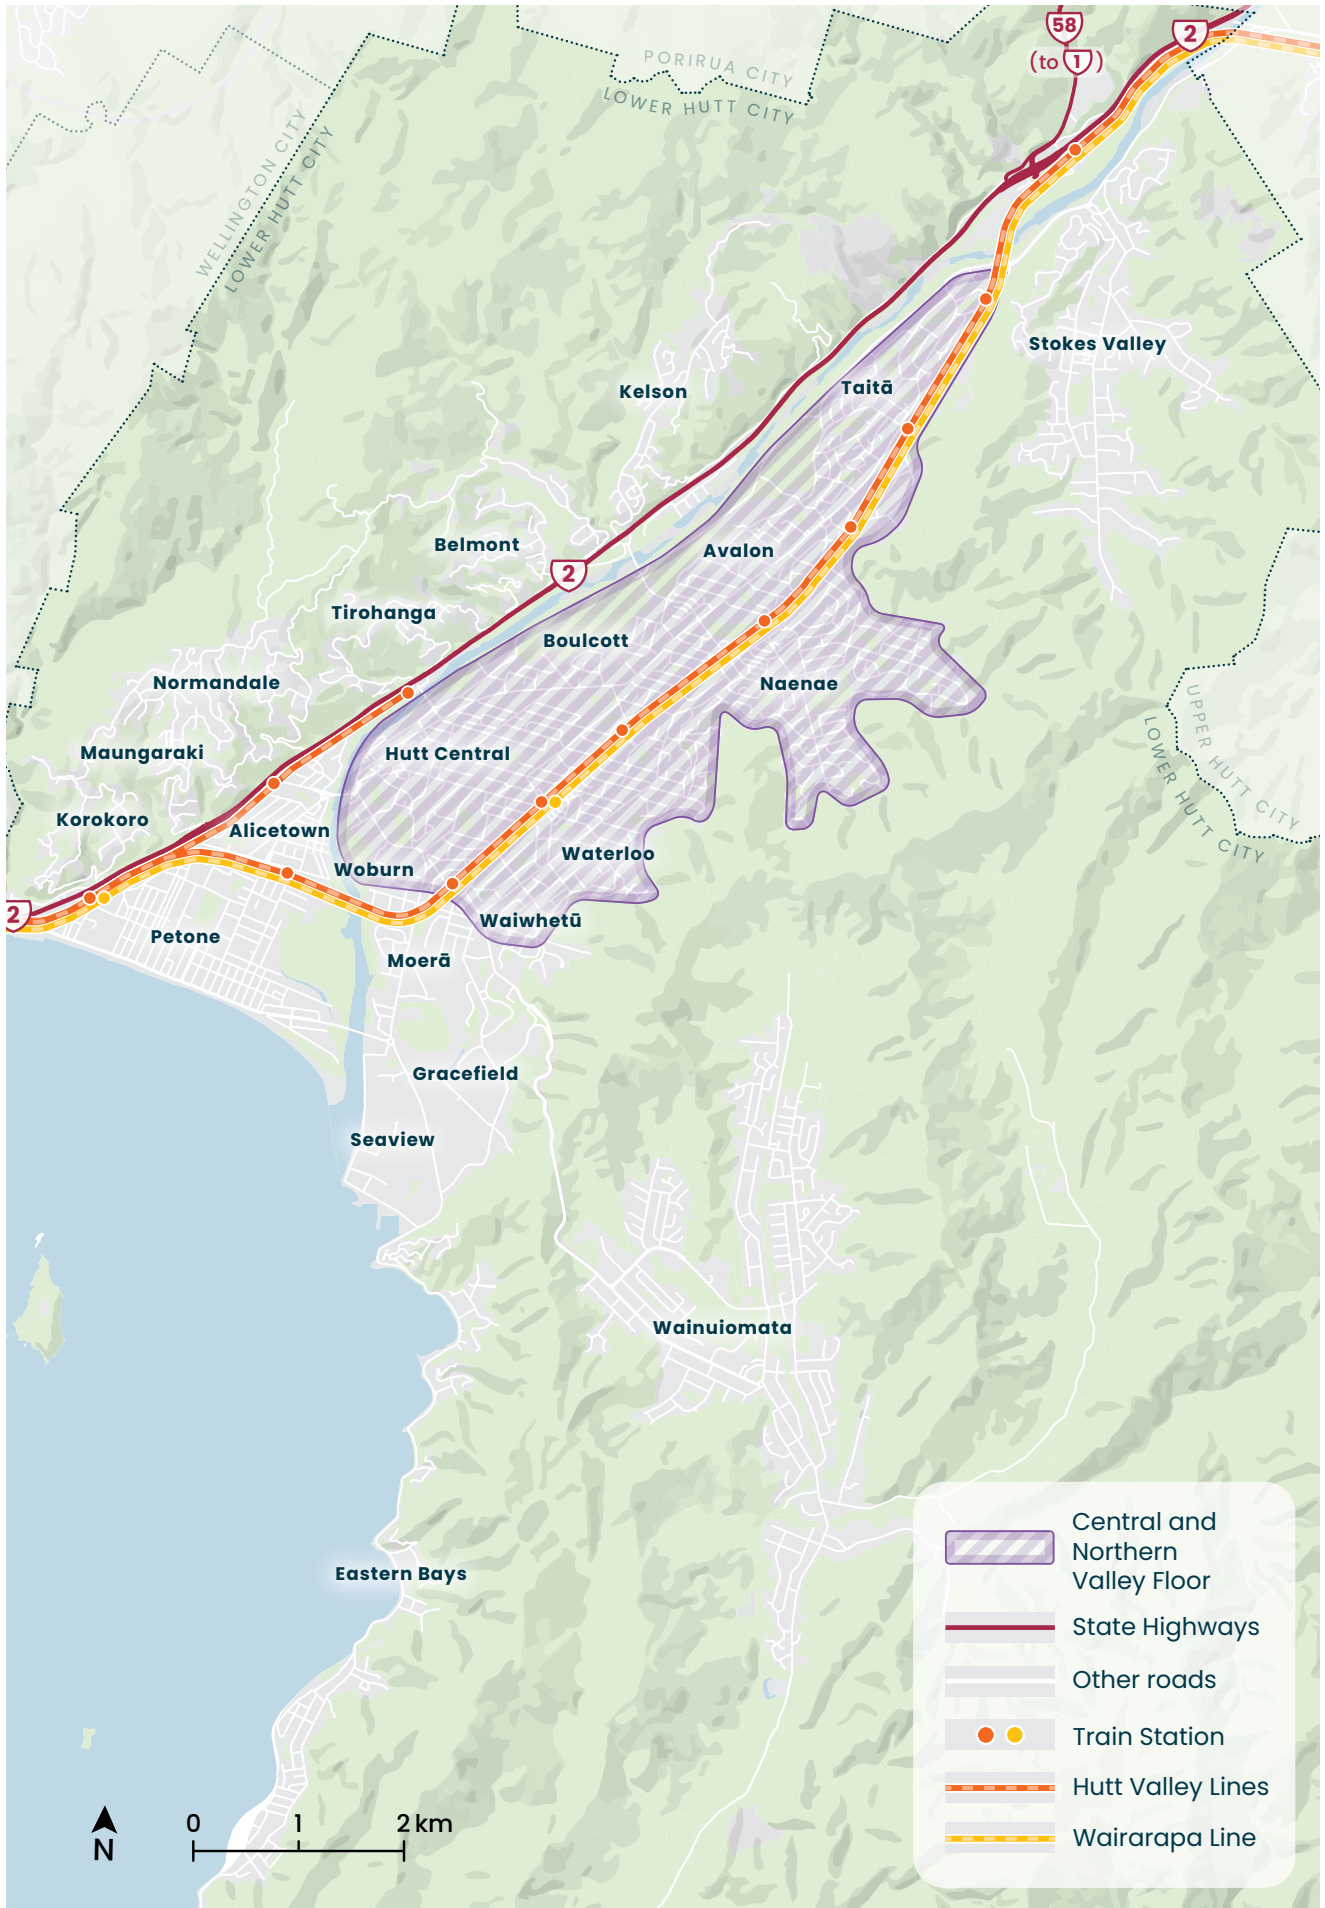 58
2
(to 1)
PORIRUA CITY
LOWER HUTT CITY
WELLINGTON CITY
LOWER HUTT CITY
Stokes Valley
Taitā
Kelson
Belmont
Avalon
2
Tirohanga
Boulcott
Normandale
Naenae
UPPER HUTT CITY
LOWER HUTT CITY
Maungaraki
Hutt Central
Korokoro
Alicetown
Waterloo
Woburn
2
Waiwhetū
Petone
Moerā
Gracefield
Seaview
Wainuiomata
Eastern Bays
Central and
Northern
Valley Floor
State Highways
Other roads
Train Station
Hutt Valley Lines
Wairarapa Line
N
0 1 2 km